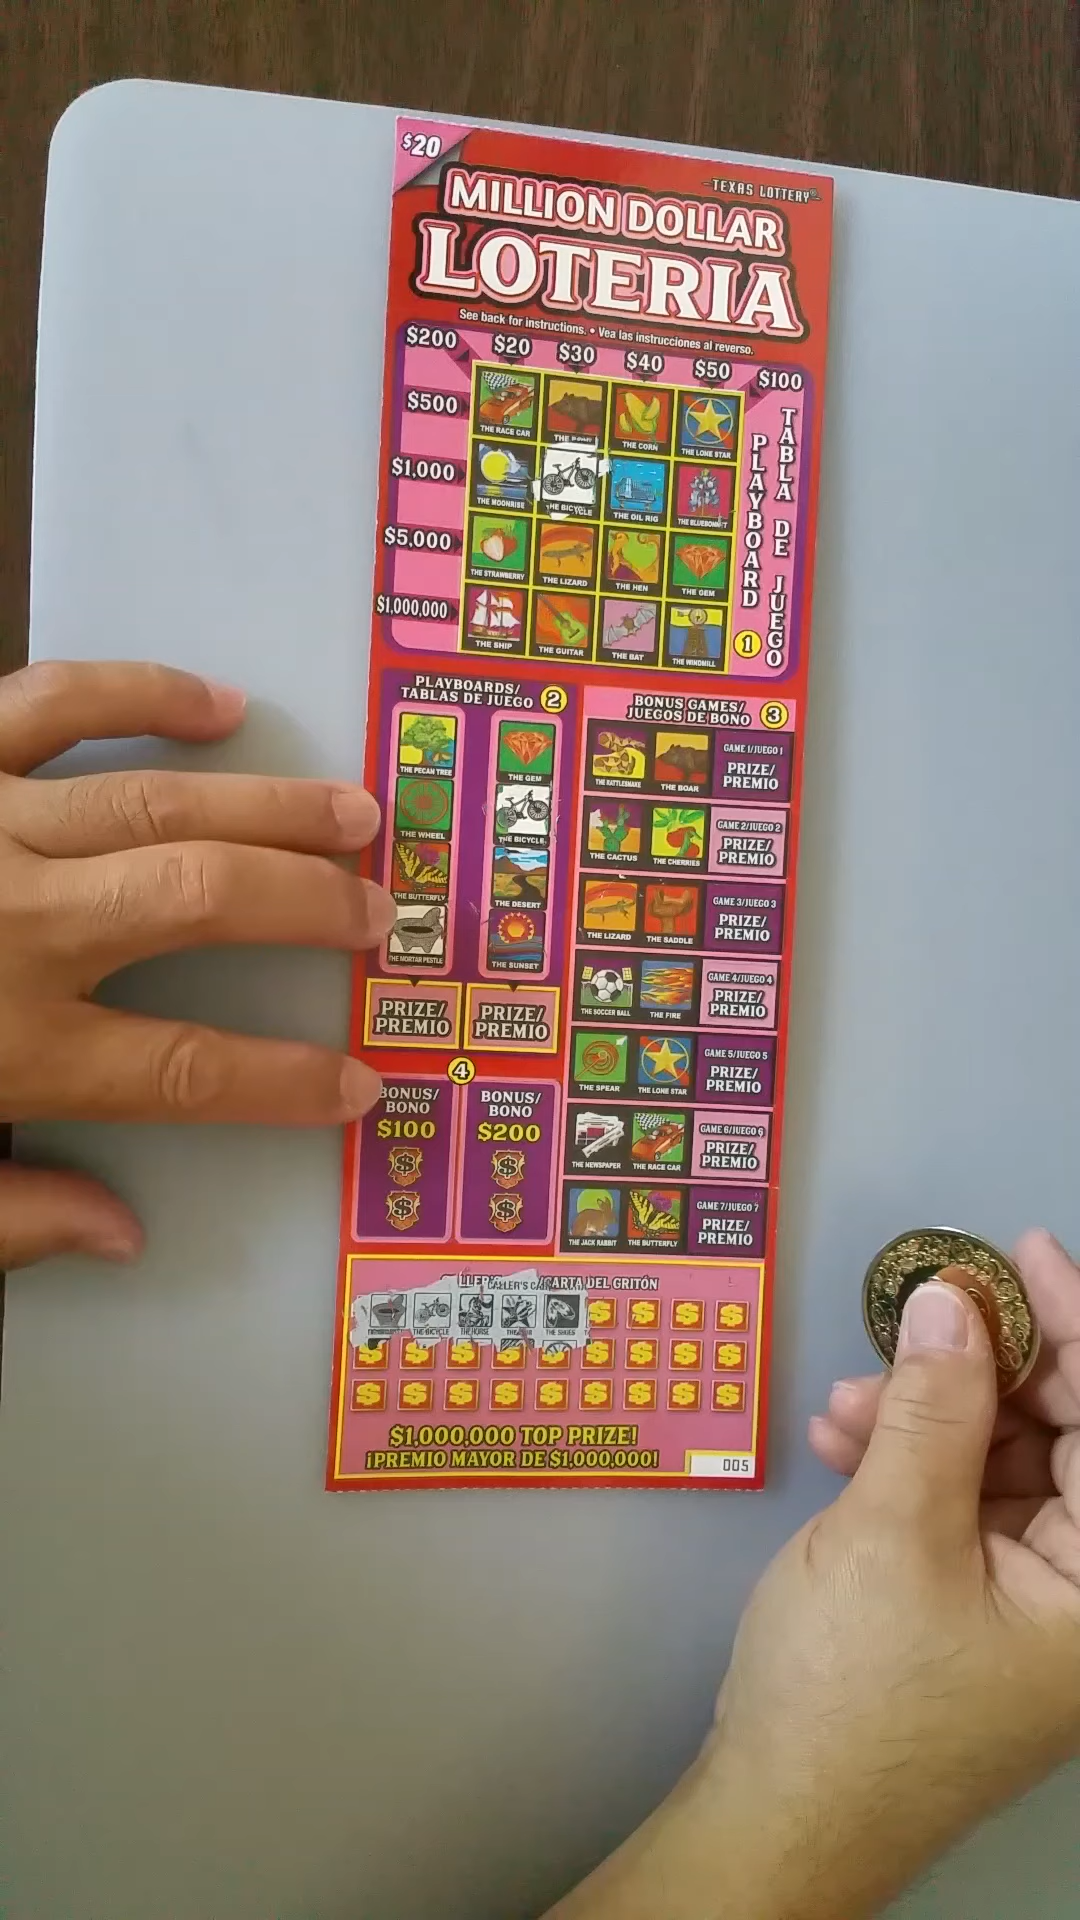 $20
TEXAS LOTTERY®
MILLION DOLLAR
LOTERIA
See back for instructions. • Vea las instrucciones al reverso.
$200 $20 $30 $40 $50 $100
$500
$1,000
$5,000
$1,000,000
THE RACE CAR THE THE CORN THE LONE STAR
THE MOONRISE THE BICYCLE THE OIL RIG THE BLUEBONNET
THE STRAWBERRY THE LIZARD THE HEN THE GEM
THE SHIP THE GUITAR THE BAT THE WINDMILL
PLAYBOARD
TABLA DE JUEGO
1
PLAYBOARDS/
TABLAS DE JUEGO 2
THE PECAN TREE
THE WHEEL
THE BUTTERFLY
THE MORTAR PESTLE
PRIZE/
PREMIO
THE GEM
THE BICYCLE
THE DESERT
THE SUNSET
PRIZE/
PREMIO
BONUS GAMES/
JUEGOS DE BONO 3
THE RATTLESNAKE THE BOAR
GAME 1/JUEGO 1
PRIZE/
PREMIO
THE CACTUS THE CHERRIES
GAME 2/JUEGO 2
PRIZE/
PREMIO
THE LIZARD THE SADDLE
GAME 3/JUEGO 3
PRIZE/
PREMIO
THE SOCCER BALL THE FIRE
GAME 4/JUEGO 4
PRIZE/
PREMIO
THE SPEAR THE LONE STAR
GAME 5/JUEGO 5
PRIZE/
PREMIO
THE NEWSPAPER THE RACE CAR
GAME 6/JUEGO 6
PRIZE/
PREMIO
THE JACK RABBIT THE BUTTERFLY
GAME 7/JUEGO 7
PRIZE/
PREMIO
4
BONUS/
BONO
$100
BONUS/
BONO
$200
CALLER'S CARTA DEL GRITÓN
THE BICYCLE THE HORSE THE THE SHOES
$1,000,000 TOP PRIZE!
¡PREMIO MAYOR DE $1,000,000!
005